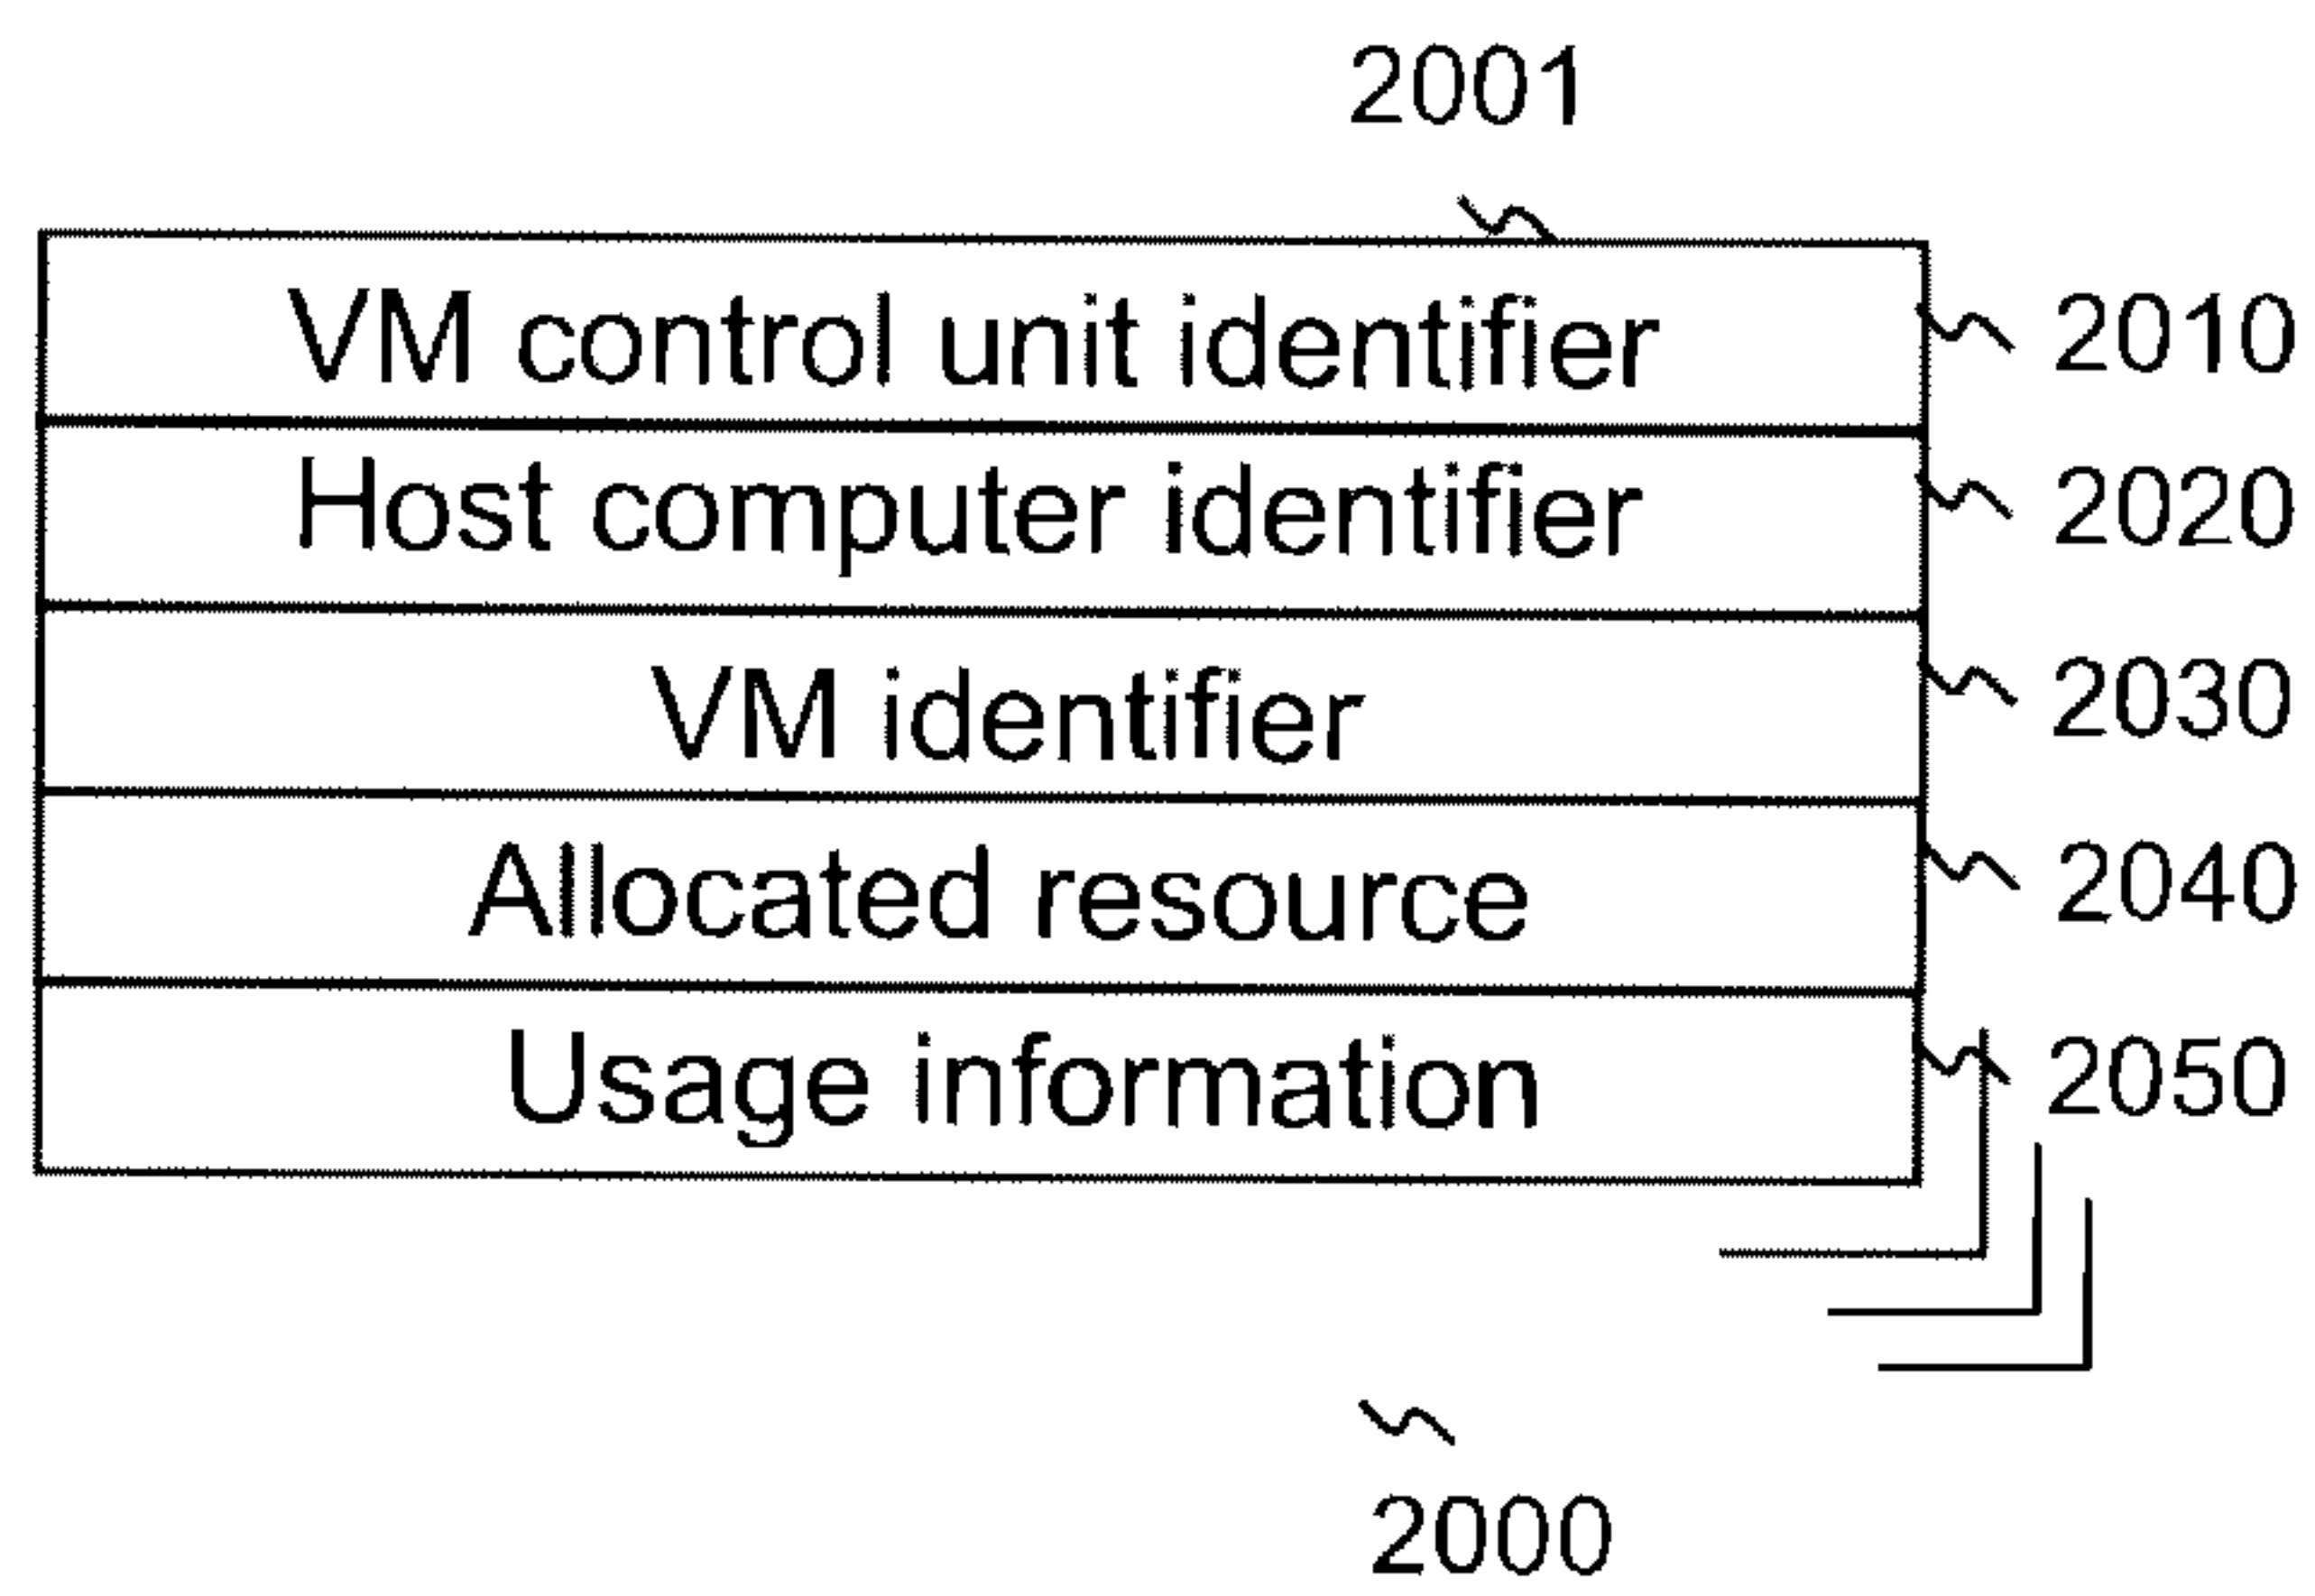 2001
VM control unit identifier 2010
Host computer identifier 2020
VM identifier 2030
Allocated resource 2040
Usage information 2050
2000